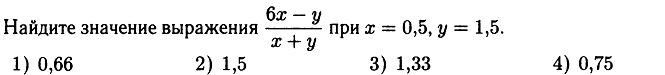 Найдите значение выражения (6x − y)/(x + y) при x = 0,5, y = 1,5.
1) 0,66 2) 1,5 3) 1,33 4) 0,75